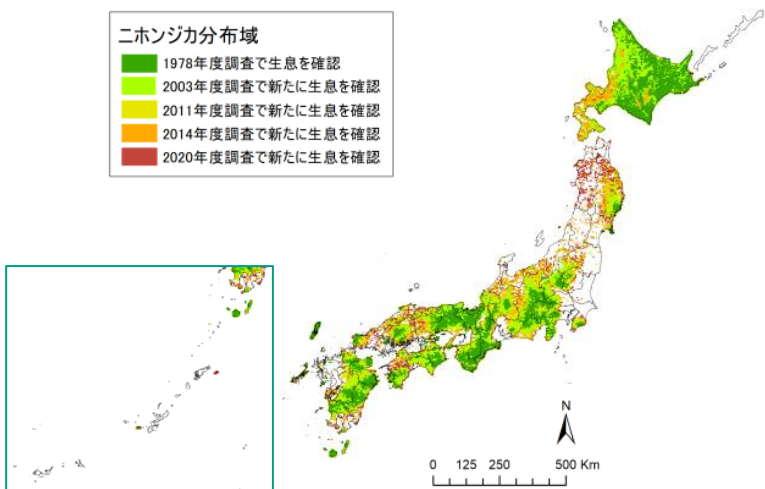 ニホンジカ分布域
1978年度調査で生息を確認
2003年度調査で新たに生息を確認
2011年度調査で新たに生息を確認
2014年度調査で新たに生息を確認
2020年度調査で新たに生息を確認
N
0 125 250 500 Km